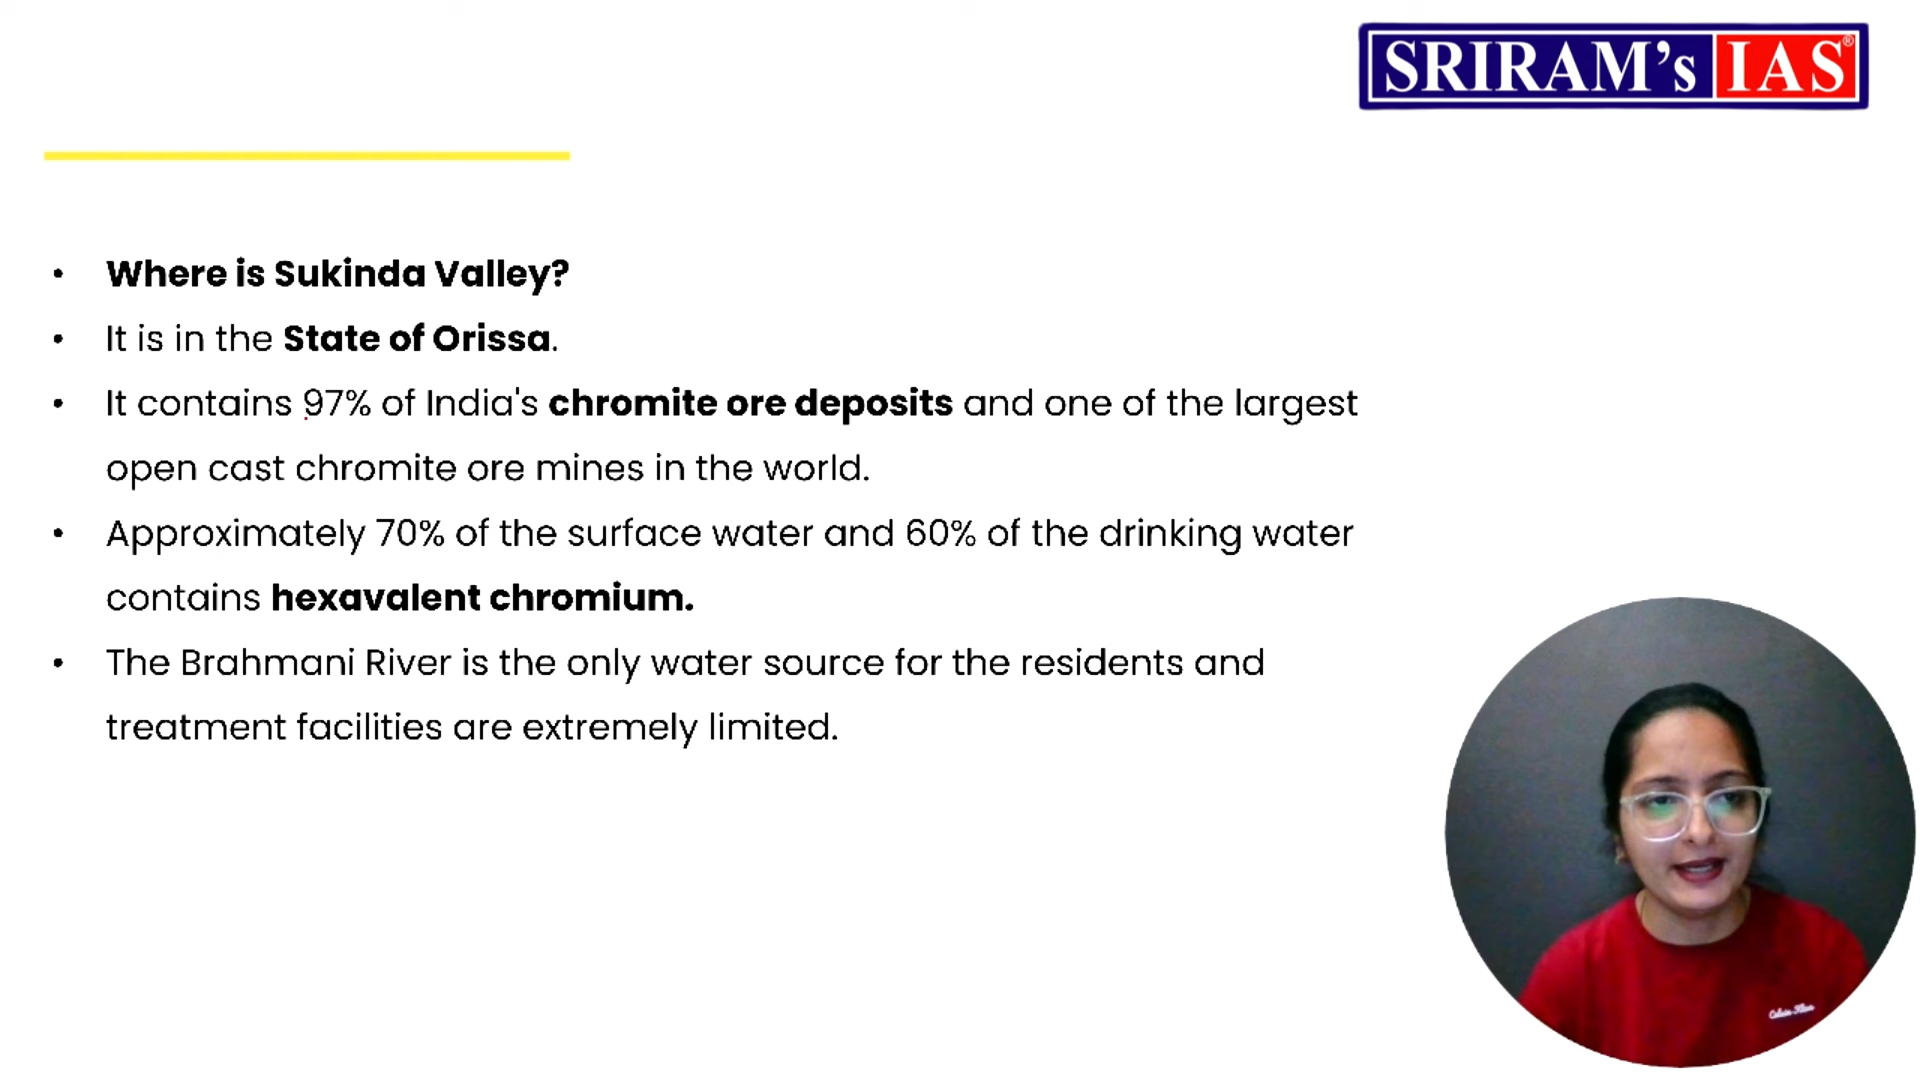 SRIRAM's IAS®
• Where is Sukinda Valley?
• It is in the State of Orissa.
• It contains 97% of India's chromite ore deposits and one of the largest
open cast chromite ore mines in the world.
• Approximately 70% of the surface water and 60% of the drinking water
contains hexavalent chromium.
• The Brahmani River is the only water source for the residents and
treatment facilities are extremely limited.
Calvin Klein